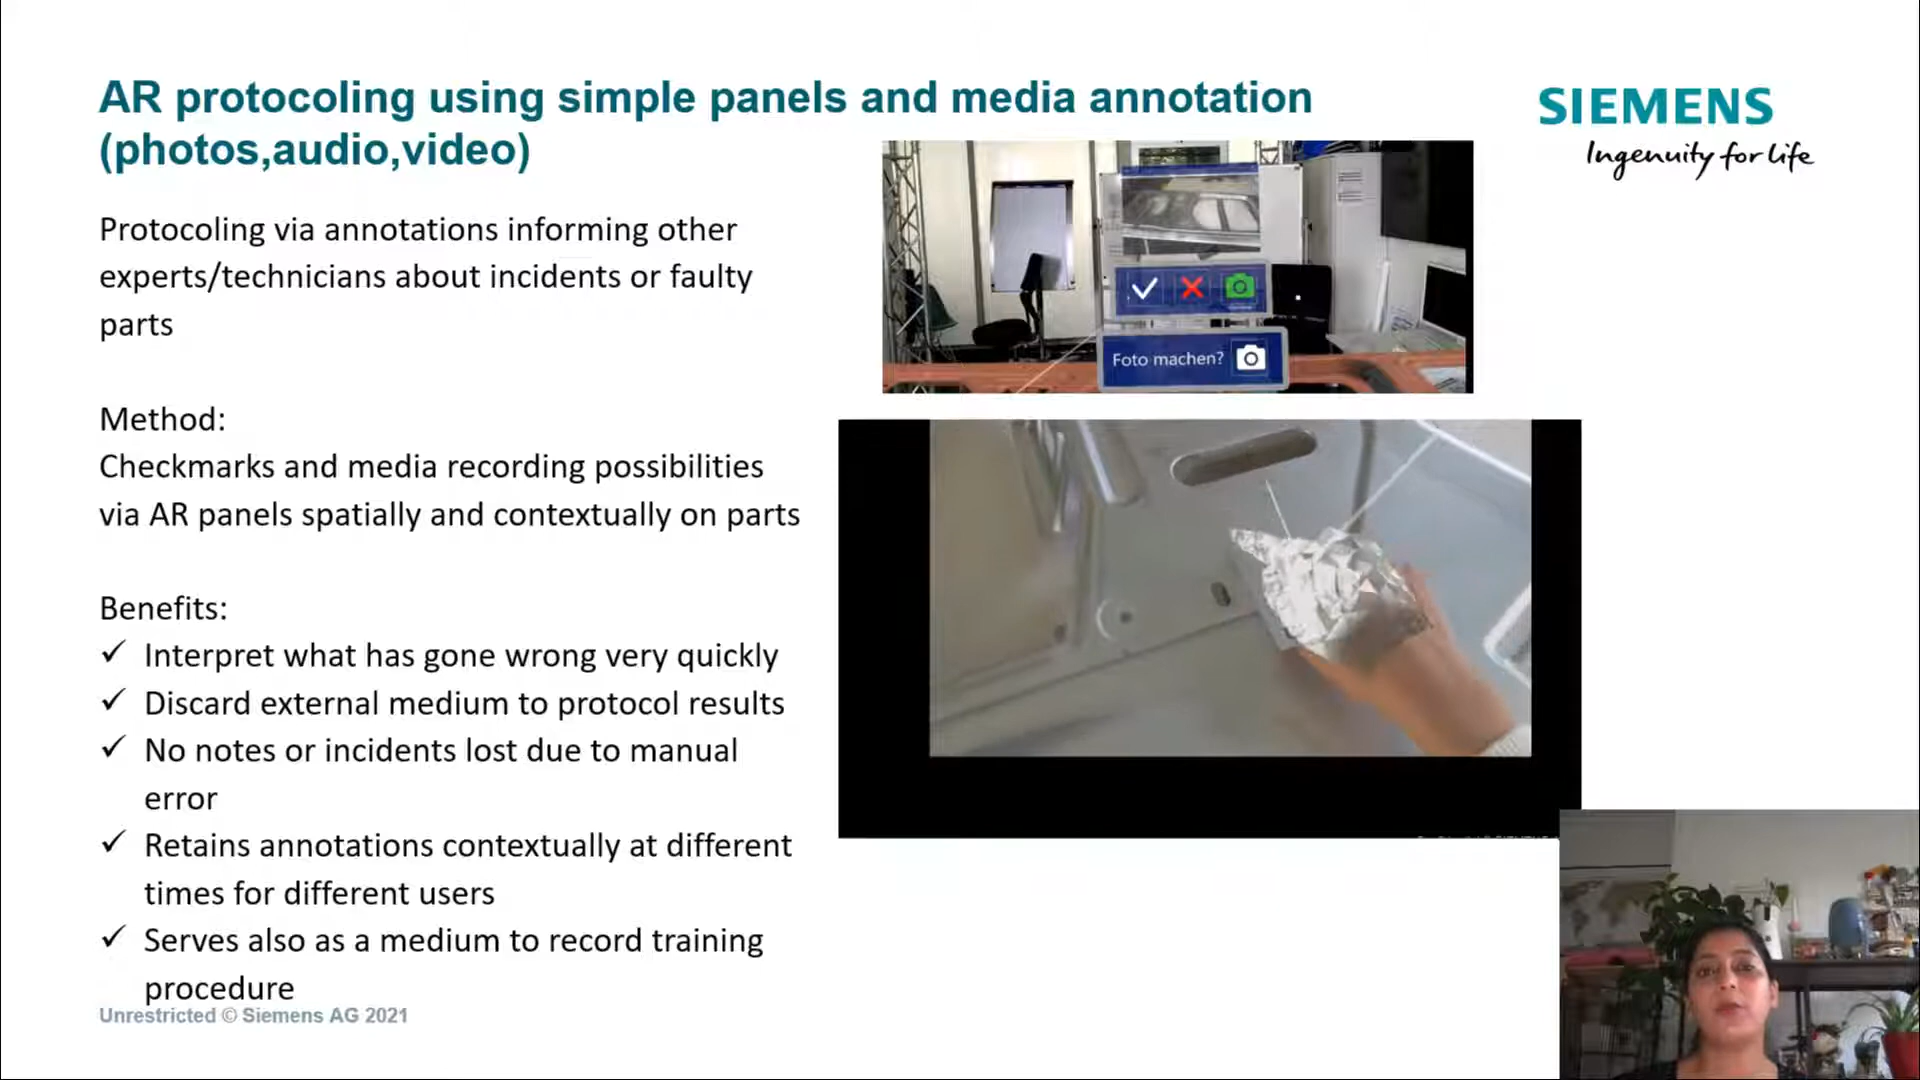 AR protocoling using simple panels and media annotation
(photos,audio,video)
SIEMENS
Ingenuity for life
Protocoling via annotations informing other
experts/technicians about incidents or faulty
parts
Foto machen?
Method:
Checkmarks and media recording possibilities
via AR panels spatially and contextually on parts
Benefits:
✓ Interpret what has gone wrong very quickly
✓ Discard external medium to protocol results
✓ No notes or incidents lost due to manual
error
✓ Retains annotations contextually at different
times for different users
✓ Serves also as a medium to record training
procedure
Unrestricted © Siemens AG 2021